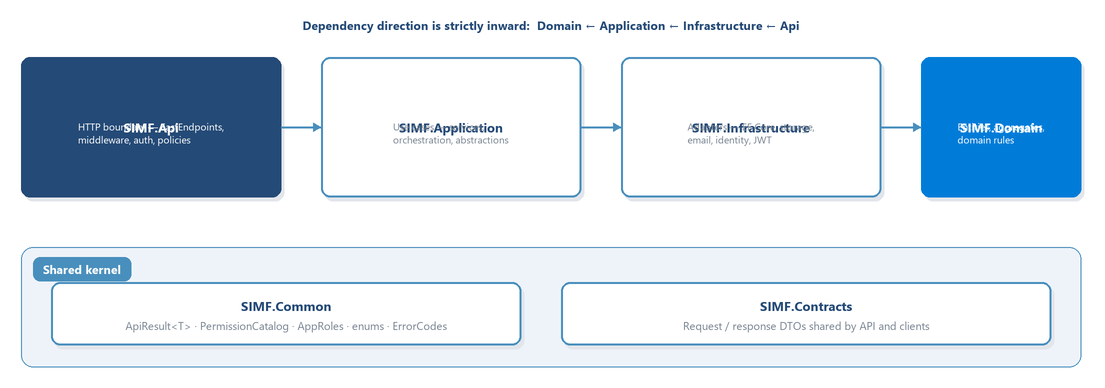 Dependency direction is strictly inward: Domain ← Application ← Infrastructure ← Api
SIMF.Api
HTTP Endpoints,
middleware, auth, policies
SIMF.Application
orchestration, abstractions
SIMF.Infrastructure
email, identity, JWT
SIMF.Domain
domain rules
Shared kernel
SIMF.Common
ApiResult<T> · PermissionCatalog · AppRoles · enums · ErrorCodes
SIMF.Contracts
Request / response DTOs shared by API and clients